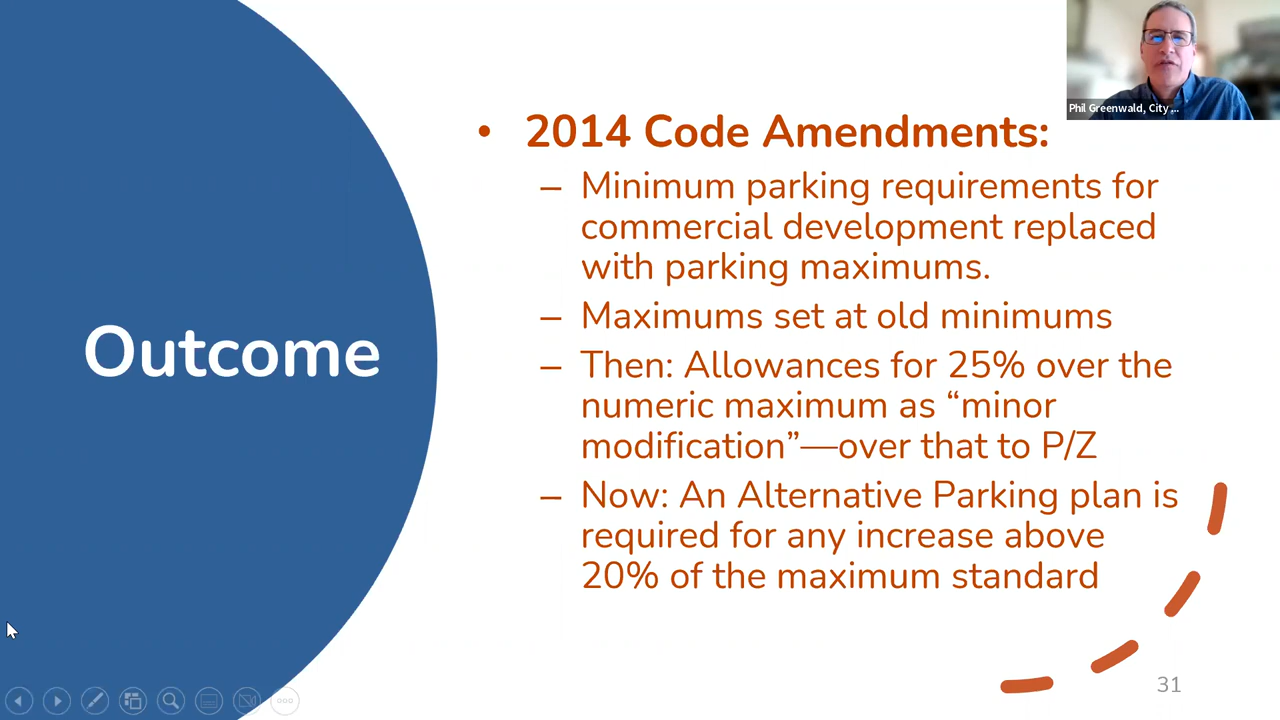 Phil Greenwald, City ...
Outcome
• 2014 Code Amendments:
– Minimum parking requirements for
commercial development replaced
with parking maximums.
– Maximums set at old minimums
– Then: Allowances for 25% over the
numeric maximum as “minor
modification”—over that to P/Z
– Now: An Alternative Parking plan is
required for any increase above
20% of the maximum standard
31